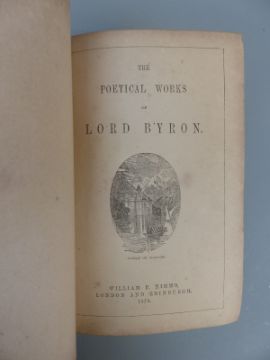 THE
POETICAL WORKS
OF
LORD BYRON.
WILLIAM P. NIMMO,
LONDON AND EDINBURGH.